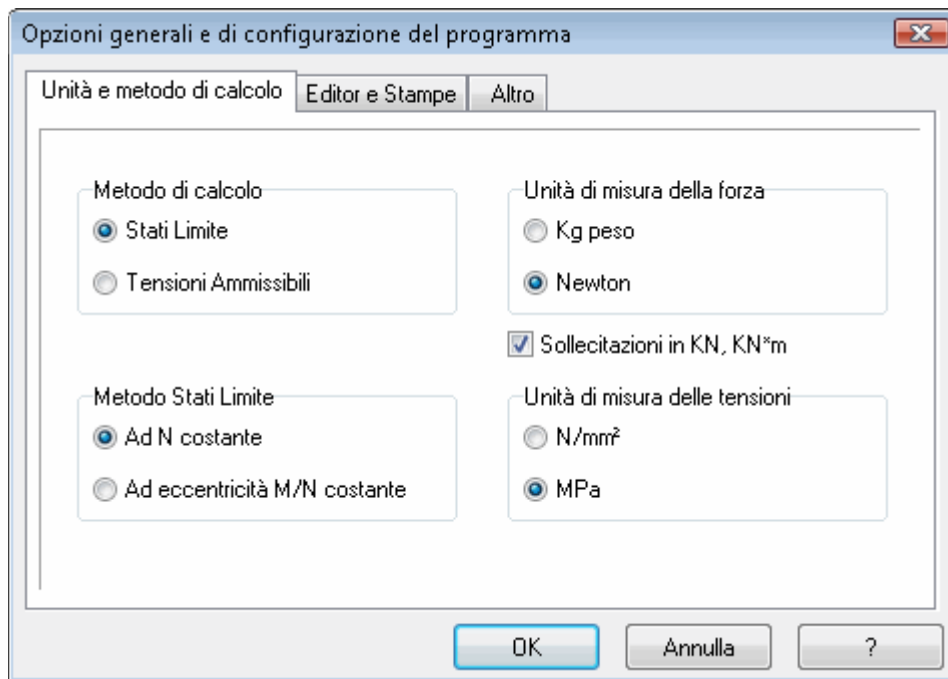 Opzioni generali e di configurazione del programma
Unità e metodo di calcolo
Editor e Stampe
Altro
Metodo di calcolo
Stati Limite
Tensioni Ammissibili
Unità di misura della forza
Kg peso
Newton
Sollecitazioni in KN, KN*m
Metodo Stati Limite
Ad N costante
Ad eccentricità M/N costante
Unità di misura delle tensioni
N/mm²
MPa
OK
Annulla
?